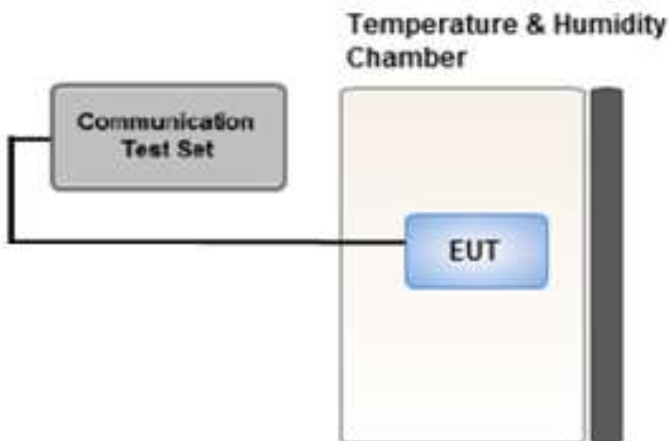 Temperature & Humidity
Chamber
Communication
Test Set
EUT